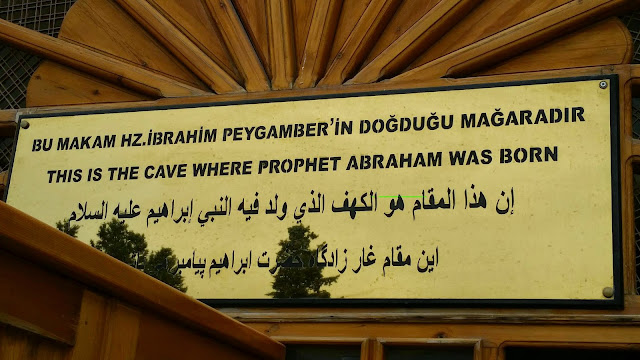 BU MAKAM HZ.İBRAHİM PEYGAMBER'İN DOĞDUĞU MAĞARADIR
THIS IS THE CAVE WHERE PROPHET ABRAHAM WAS BORN
إن هذا المقام هو الكهف الذي ولد فيه النبي إبراهيم عليه السلام
این مقام غار زادگاه حضرت ابراهیم پیامبر